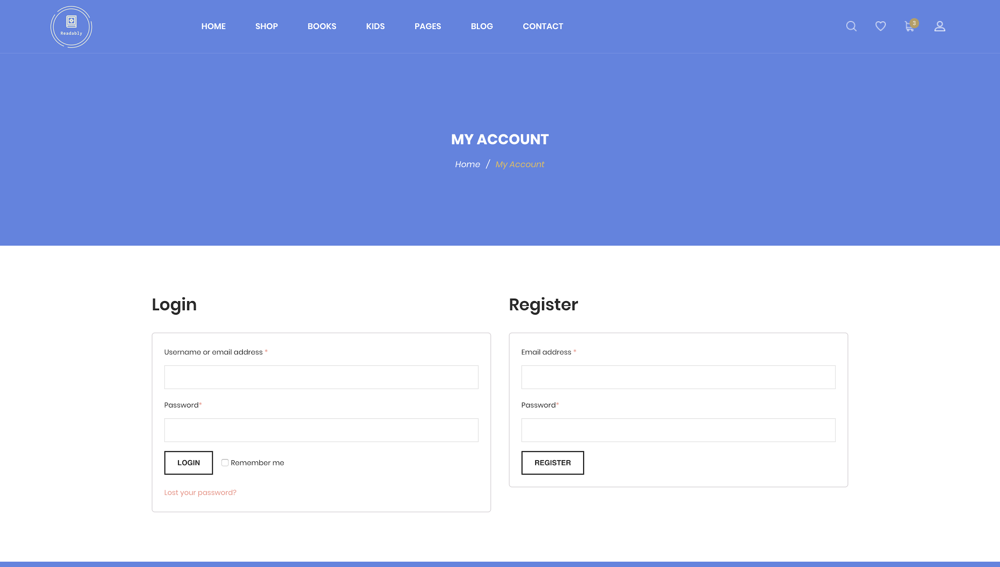 Readably
HOME SHOP BOOKS KIDS PAGES BLOG CONTACT
3
MY ACCOUNT
Home / My Account
Login
Username or email address *
Password*
LOGIN Remember me
Lost your password?
Register
Email address *
Password*
REGISTER